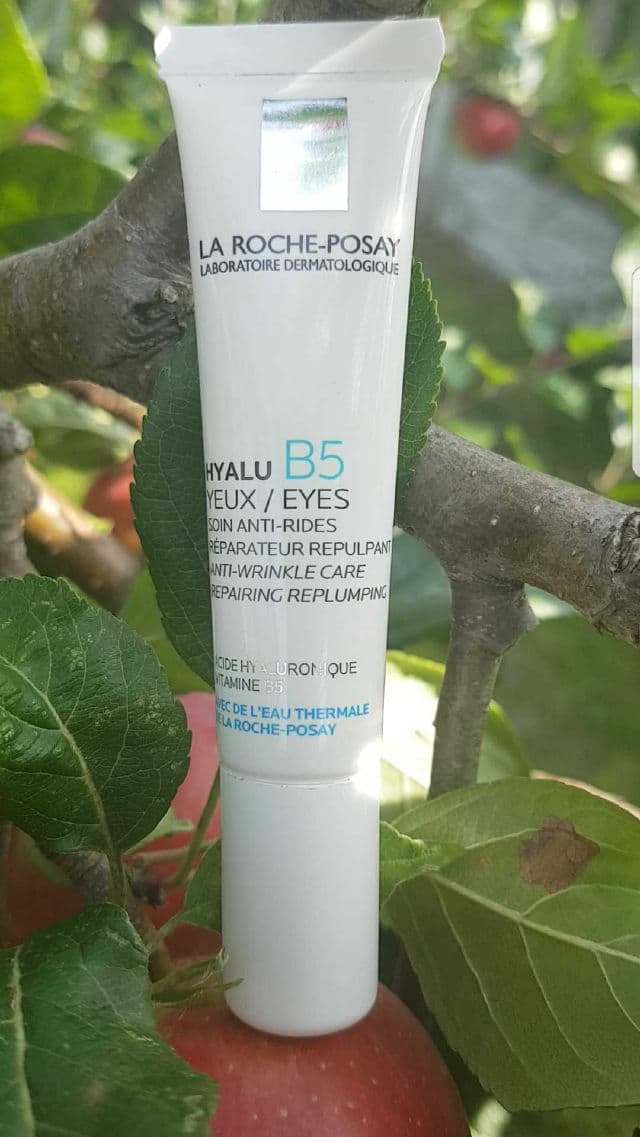 LA ROCHE-POSAY
LABORATOIRE DERMATOLOGIQUE
HYALU B5
YEUX / EYES
SOIN ANTI-RIDES
RÉPARATEUR REPULPANT
ANTI-WRINKLE CARE
REPAIRING REPLUMPING
ACIDE HYALURONIQUE
VITAMINE B5
AVEC DE L'EAU THERMALE
DE LA ROCHE-POSAY